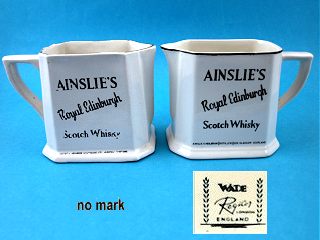 AINSLIE'S
Royal Edinburgh
Scotch Whisky
AINSLIE'S
Royal Edinburgh
Scotch Whisky
no mark
WADE
Regicor
ENGLAND